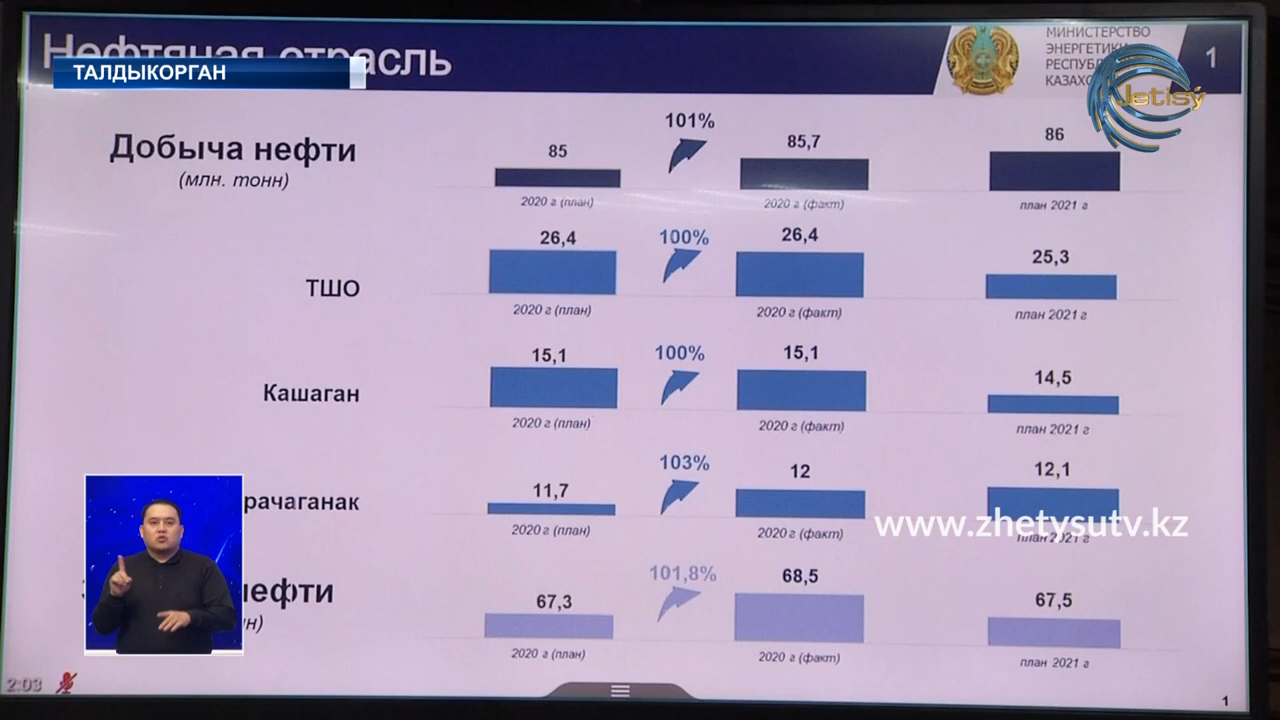 Нефтяная отрасль
ТАЛДЫКОРГАН
МИНИСТЕРСТВО
ЭНЕРГЕТИКИ
1
Jetisý
Добыча нефти
(млн. тонн)
85
101%
85,7
86
2020 г (план)
2020 г (факт)
план 2021 г
ТШО
26,4
100%
26,4
25,3
2020 г (план)
2020 г (факт)
план 2021 г
Кашаган
15,1
100%
15,1
14,5
2020 г (план)
2020 г (факт)
план 2021 г
рачаганак
11,7
103%
12
12,1
2020 г (план)
2020 г (факт)
план 2021 г
www.zhetysutv.kz
нефти
67,3
101,8%
68,5
67,5
2020 г (план)
2020 г (факт)
план 2021 г
2:03
1